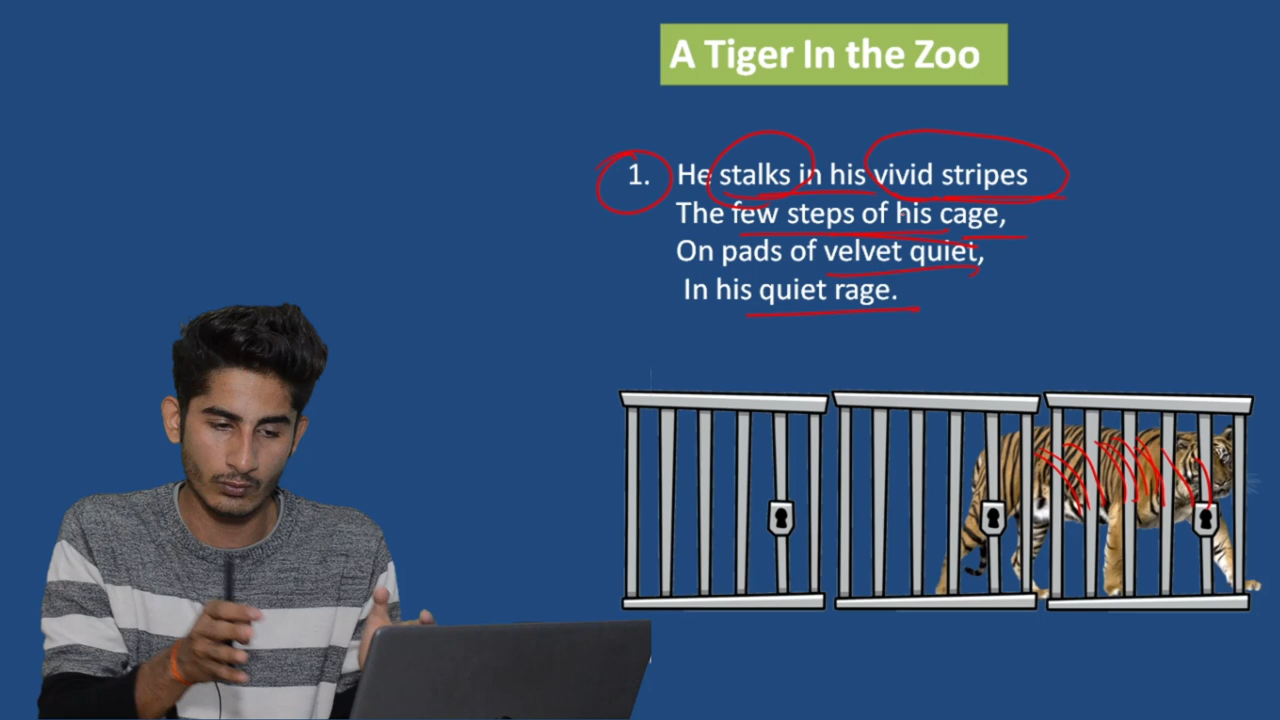 A Tiger In the Zoo
1. He stalks in his vivid stripes
The few steps of his cage,
On pads of velvet quiet,
In his quiet rage.